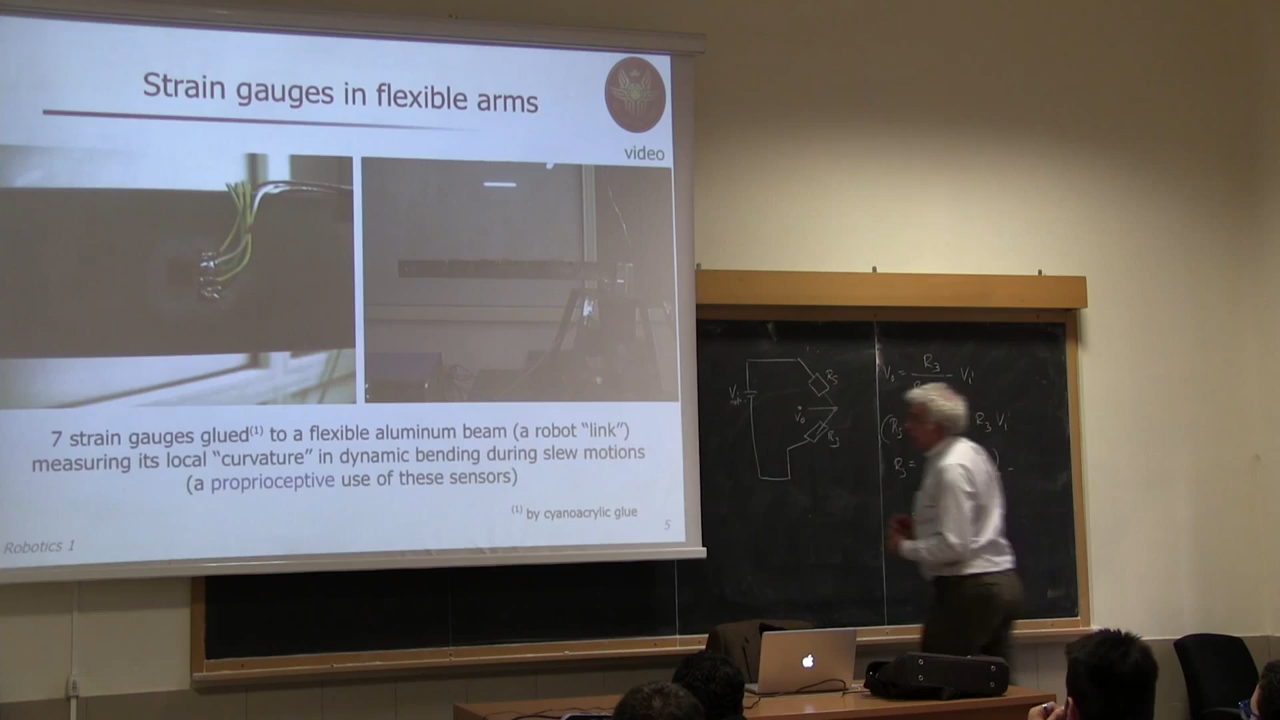 Strain gauges in flexible arms
video
7 strain gauges glued(1) to a flexible aluminum beam (a robot “link”)
measuring its local “curvature” in dynamic bending during slew motions
(a proprioceptive use of these sensors)
(1) by cyanoacrylic glue
5
Robotics 1
R5
V0
R3
V0 = R3 V1'
R3 V1'